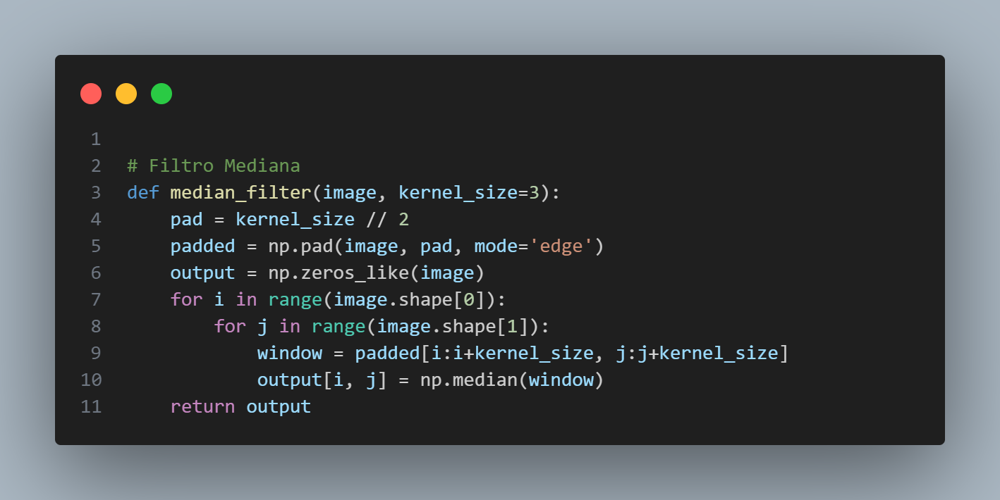 1
2 # Filtro Mediana
3 def median_filter(image, kernel_size=3):
4     pad = kernel_size // 2
5     padded = np.pad(image, pad, mode='edge')
6     output = np.zeros_like(image)
7     for i in range(image.shape[0]):
8         for j in range(image.shape[1]):
9             window = padded[i:i+kernel_size, j:j+kernel_size]
10             output[i, j] = np.median(window)
11     return output